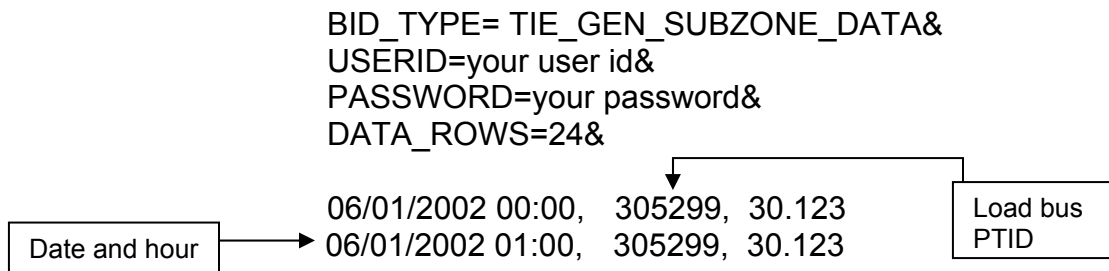 BID_TYPE= TIE_GEN_SUBZONE_DATA&
USERID=your user id&
PASSWORD=your password&
DATA_ROWS=24&
06/01/2002 00:00, 305299, 30.123
06/01/2002 01:00, 305299, 30.123
Date and hour
Load bus
PTID